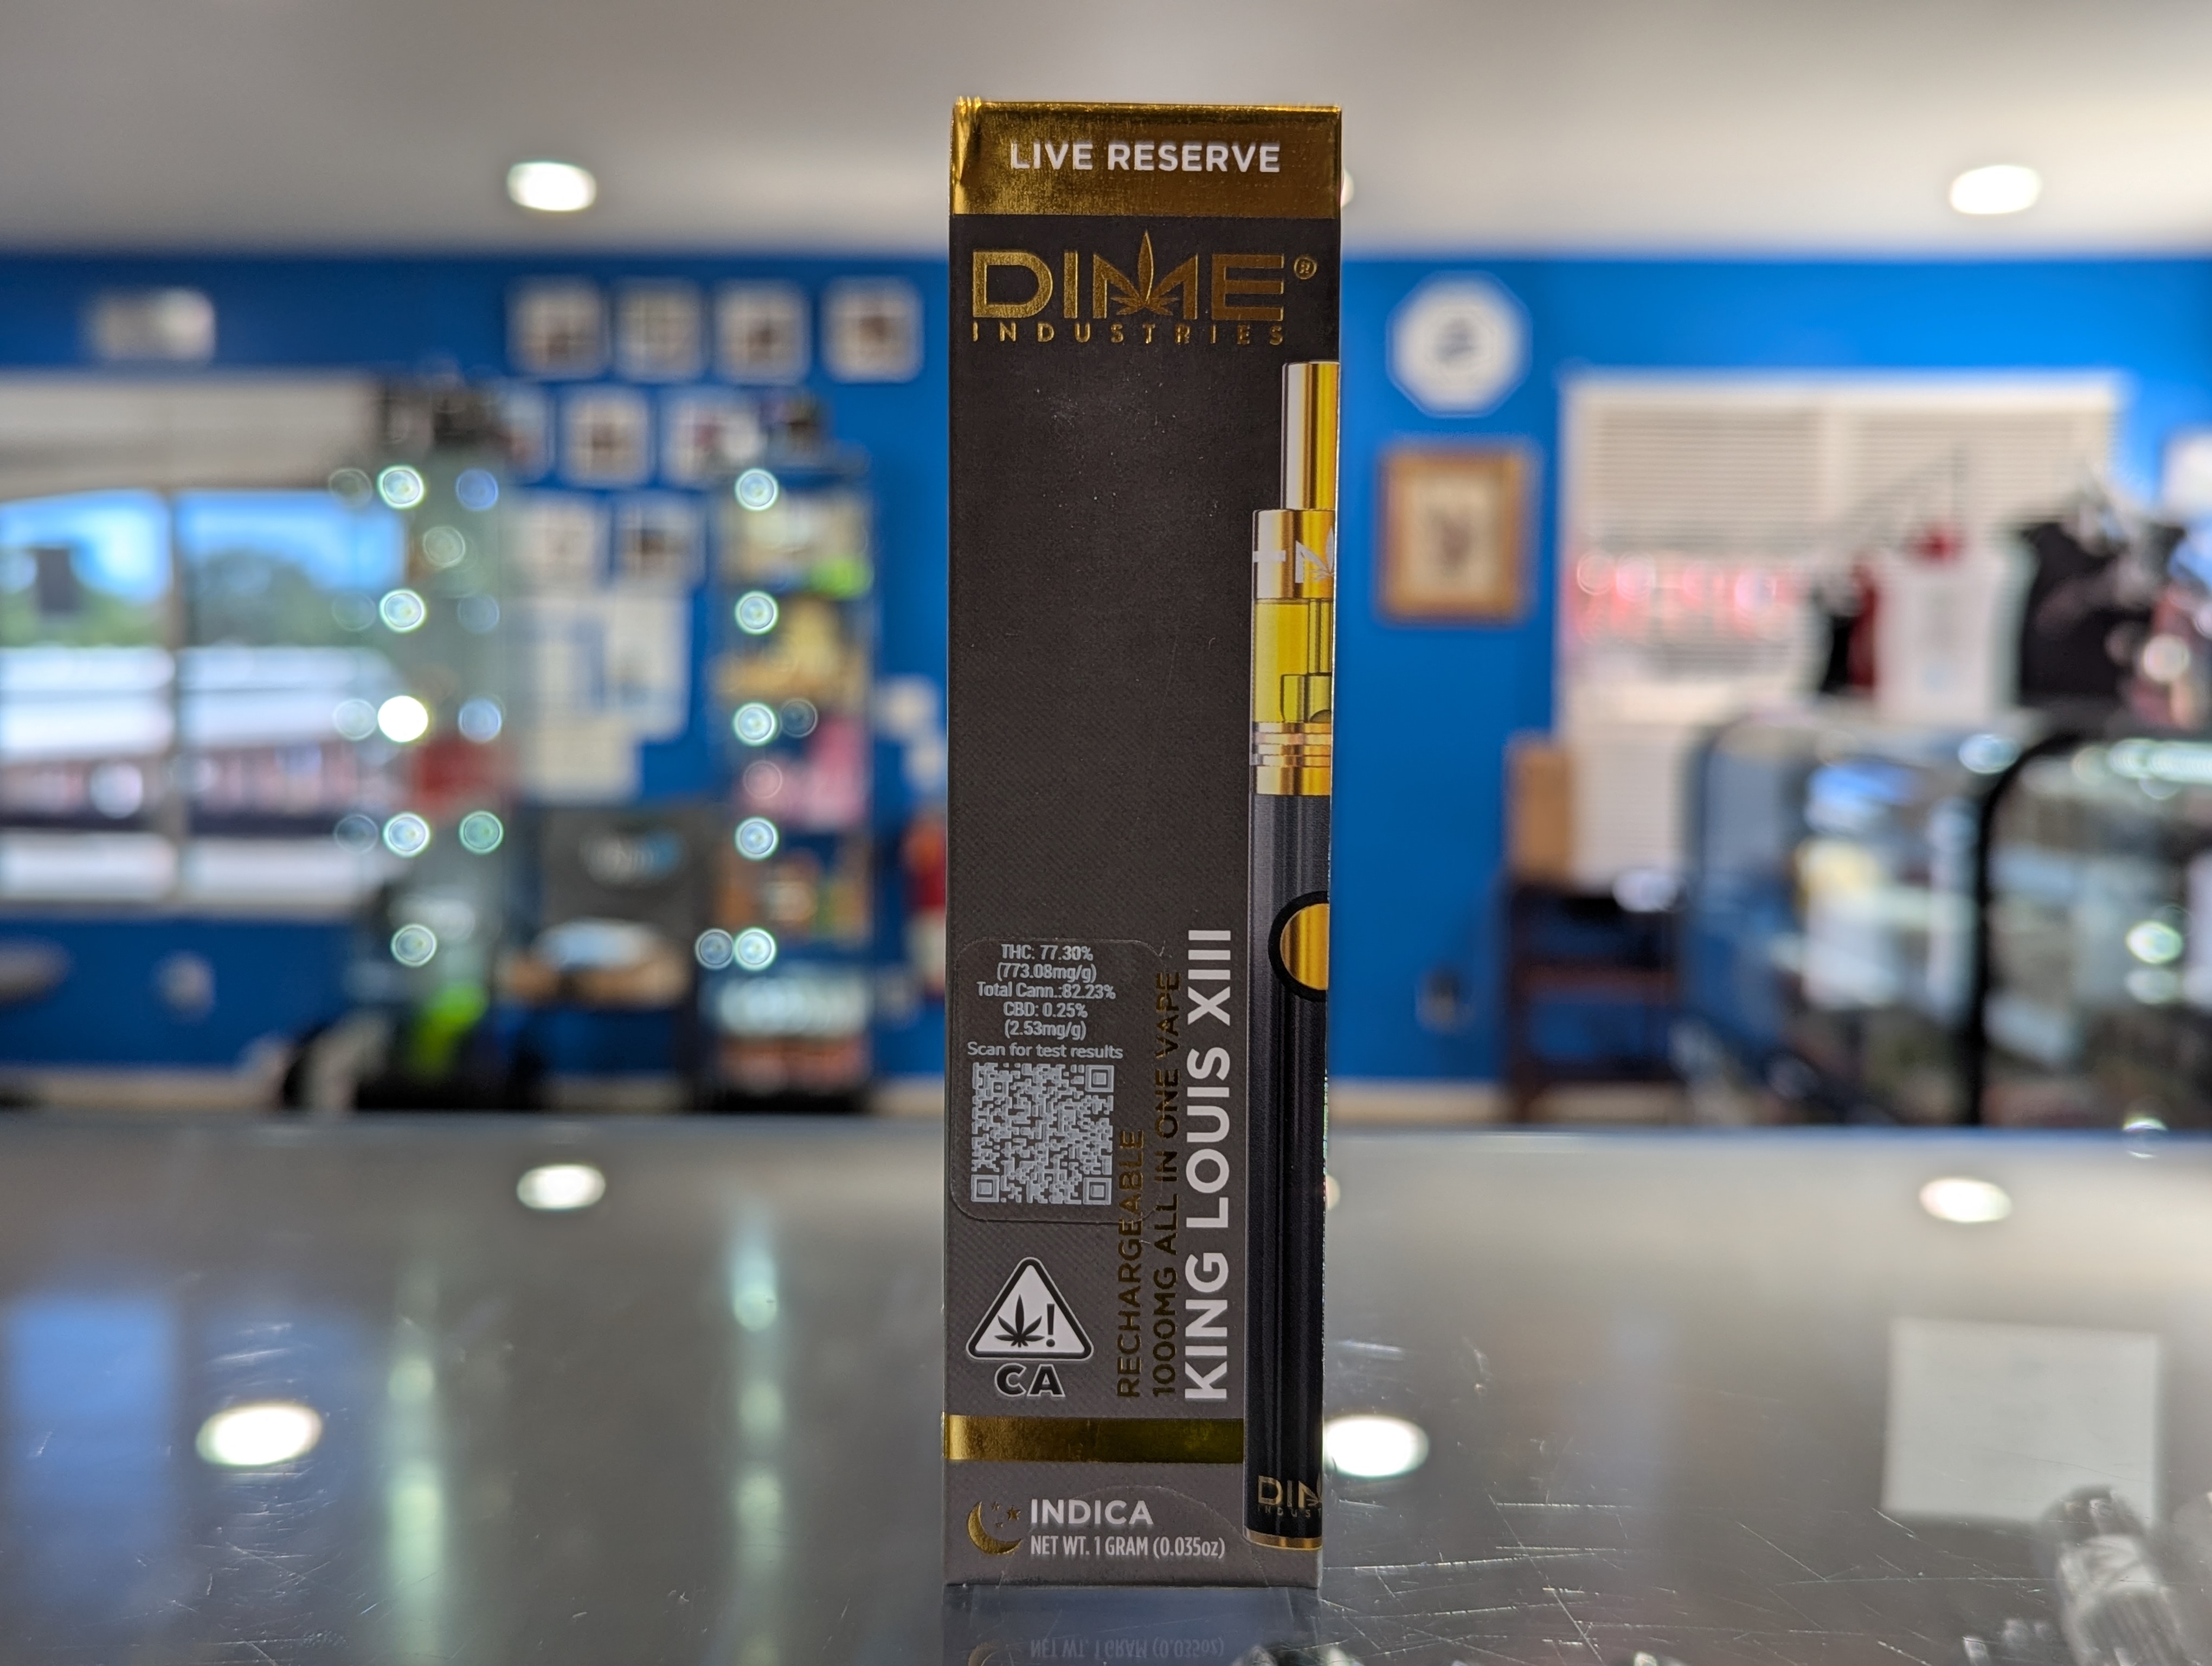 LIVE RESERVE
DIME®
INDUSTRIES
THC: 77.30%
(773.08mg/g)
Total Cann.:82.23%
CBD: 0.25%
(2.53mg/g)
Scan for test results
RECHARGEABLE
1000MG ALL IN ONE VAPE
KING LOUIS XIII
CA
DIM
INDUST
INDICA
NET WT. 1 GRAM (0.035oz)